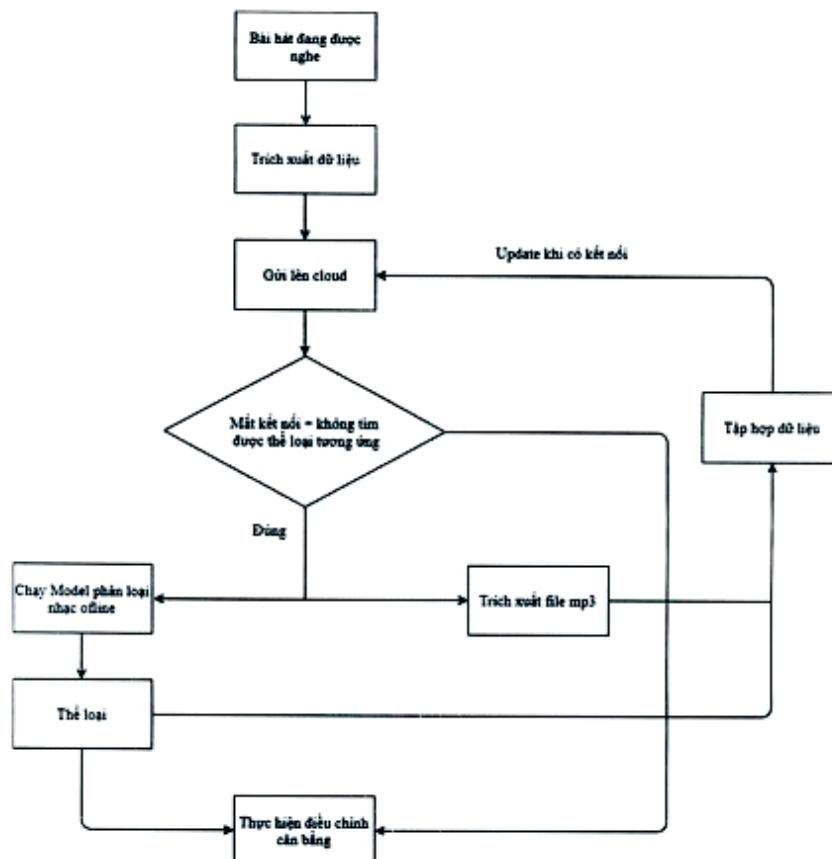 Bài hát đang được
nghe
Trích xuất dữ liệu
Gửi lên cloud
Update khi có kết nối
Mất kết nối + không tìm
được thể loại tương ứng
Tập hợp dữ liệu
Đúng
Chạy Model phân loại
nhạc ofline
Trích xuất file mp3
Thể loại
Thực hiện điều chỉnh
cân bằng